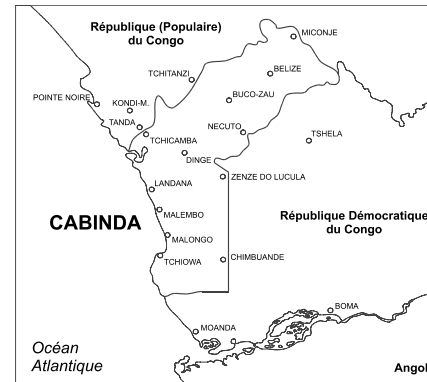 République (Populaire)
du Congo
MICONJE
TCHITANZI
BELIZE
POINTE NOIRE
KONDI-M.
BUCO-ZAU
TANDA
NECUTO
TCHICAMBA
TSHELA
DINGE
ZENZE DO LUCULA
LANDANA
MALEMBO
CABINDA
République Démocratique
du Congo
MALONGO
TCHIOWA
CHIMBUANDE
BOMA
MOANDA
Océan
Atlantique
Angol